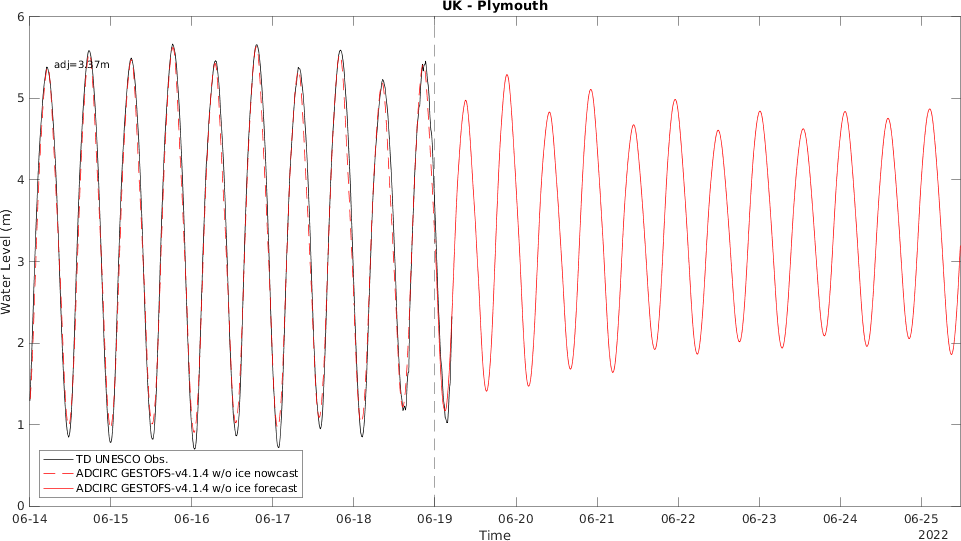 UK - Plymouth
6
adj=3.37m
5
4
3
2
1
0
Water Level (m)
TD UNESCO Obs.
ADCIRC GESTOFS-v4.1.4 w/o ice nowcast
ADCIRC GESTOFS-v4.1.4 w/o ice forecast
06-14 06-15 06-16 06-17 06-18 06-19 06-20 06-21 06-22 06-23 06-24 06-25
Time
2022